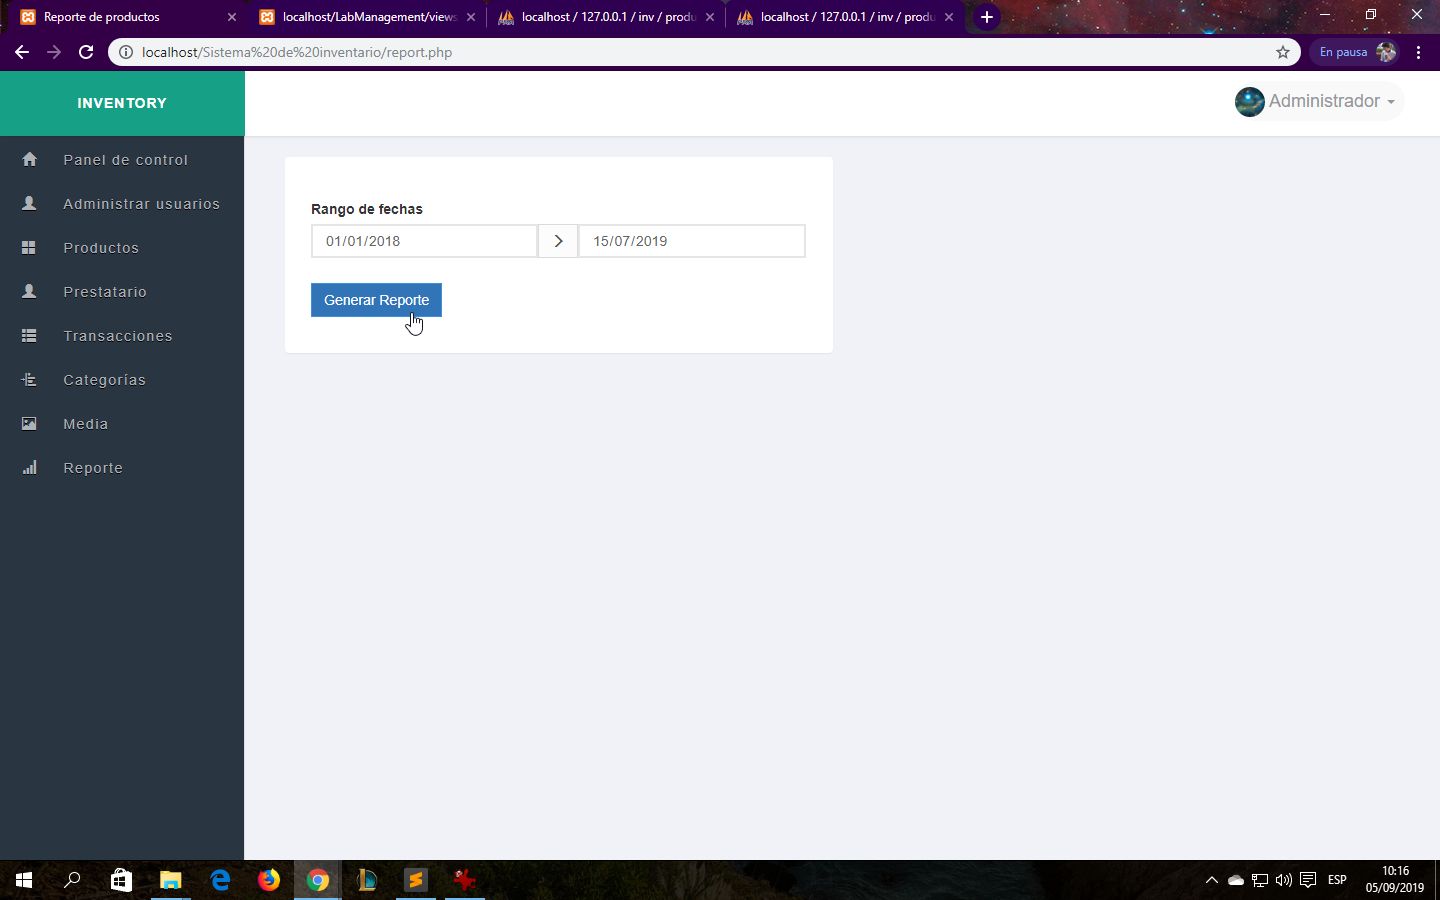 Reporte de productos
localhost/LabManagement/views
localhost / 127.0.0.1 / inv / produ
localhost / 127.0.0.1 / inv / produ
localhost/Sistema%20de%20inventario/report.php
En pausa
INVENTORY
Administrador
Panel de control
Administrar usuarios
Productos
Prestatario
Transacciones
Categorías
Media
Reporte
Rango de fechas
01/01/2018
15/07/2019
Generar Reporte
ESP
10:16
05/09/2019